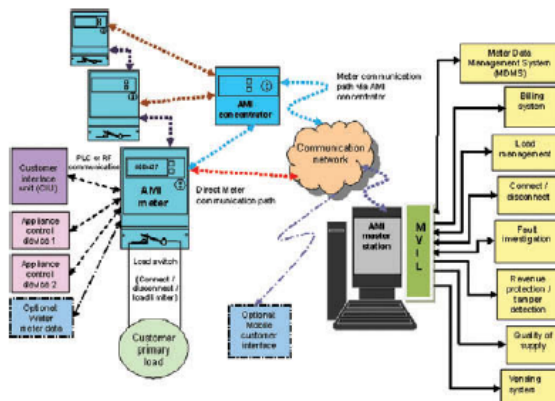 Meter Data
Management System
(MDMS)
Billing
system
Load
management
Connect /
disconnect
Fault
investigation
Revenue
protection /
tamper
detection
Quality of
supply
Vending
system
AMI
concentrator
Meter communication
path via AMI
concentrator
Communication
network
PLC or RF
communication
Customer
interface
unit (CIU)
AMI
meter
Direct Meter
communication path
Appliance
control
device 1
Appliance
control
device 2
Load switch
(Connect /
disconnect /
load limiter)
Optional Water
meter data
Customer
primary
load
Optional Mobile
customer
interface
AMI
master
station
M
V
I
L